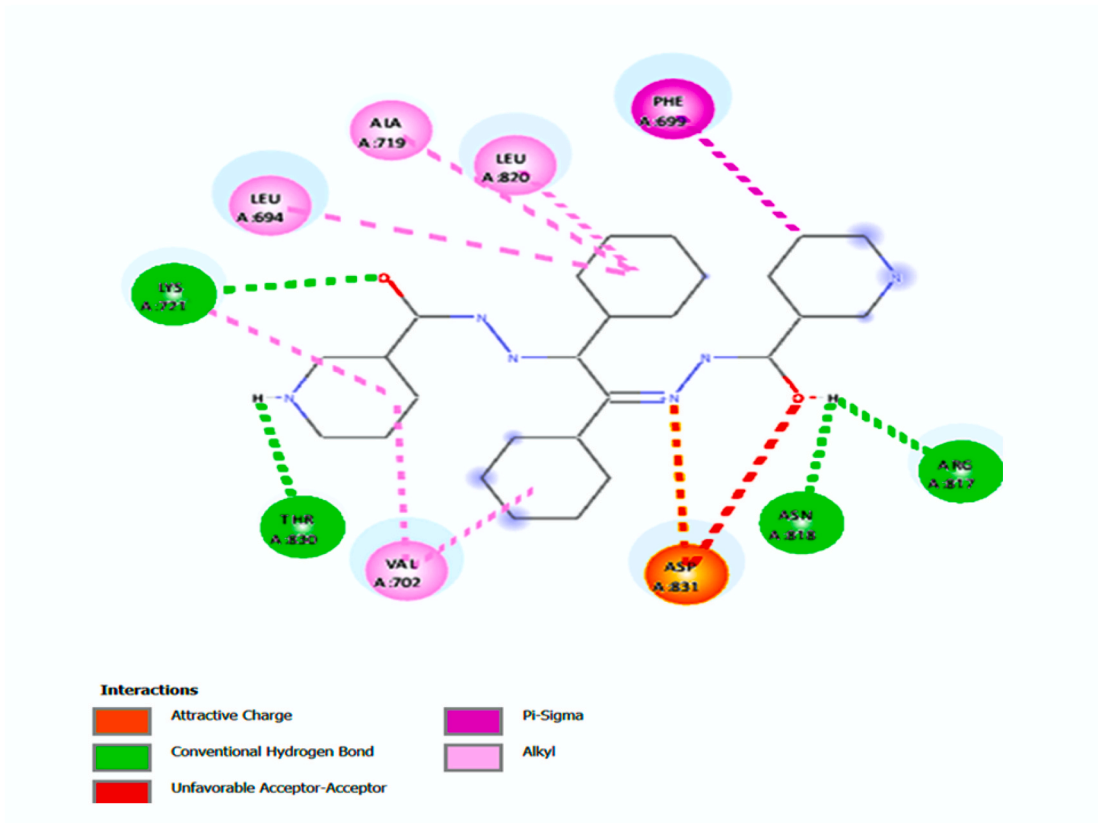 PHE
A:699
ALA
A:719
LEU
A:820
LEU
A:694
LYS
A:721
O
N
N
N
N
N
H
N
O
H
ARG
A:817
ASN
A:818
THR
A:830
VAL
A:702
ASP
A:831
Interactions
Attractive Charge
Pi-Sigma
Conventional Hydrogen Bond
Alkyl
Unfavorable Acceptor-Acceptor